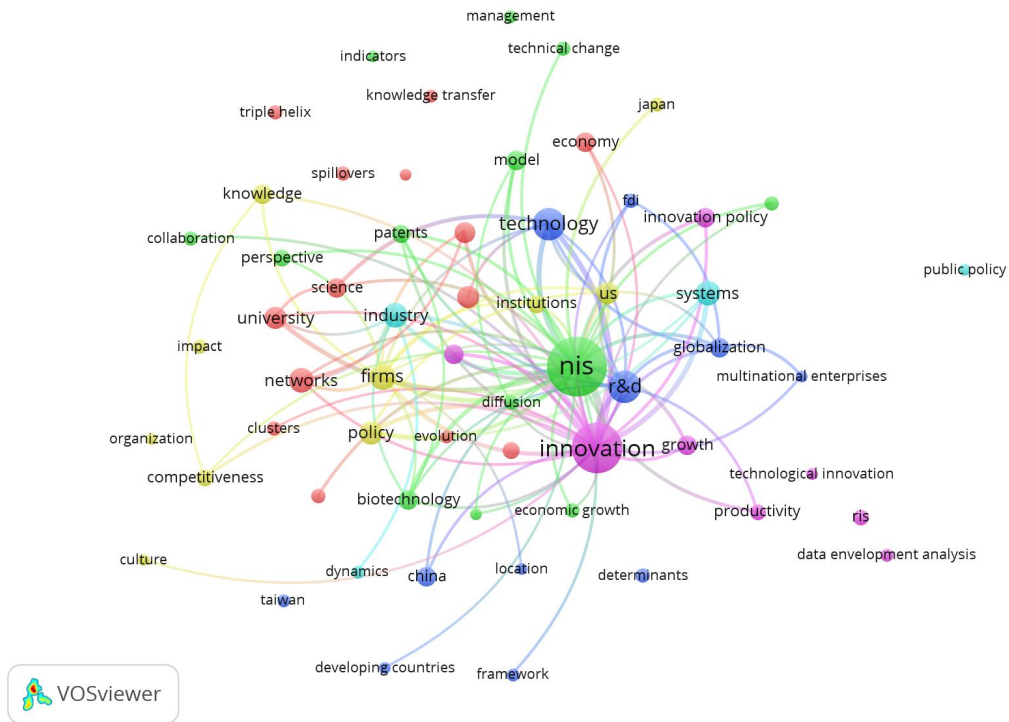 management
technical change
indicators
knowledge transfer
japan
triple helix
economy
model
spillovers
knowledge
fdi
innovation policy
technology
patents
collaboration
perspective
public policy
science
us
systems
institutions
industry
university
impact
globalization
nis
multinational enterprises
firms
r&d
networks
diffusion
clusters
policy
evolution
organization
innovation
growth
competitiveness
technological innovation
biotechnology
economic growth
productivity
ris
data envelopment analysis
culture
dynamics
china
location
determinants
taiwan
developing countries
framework
VOSviewer